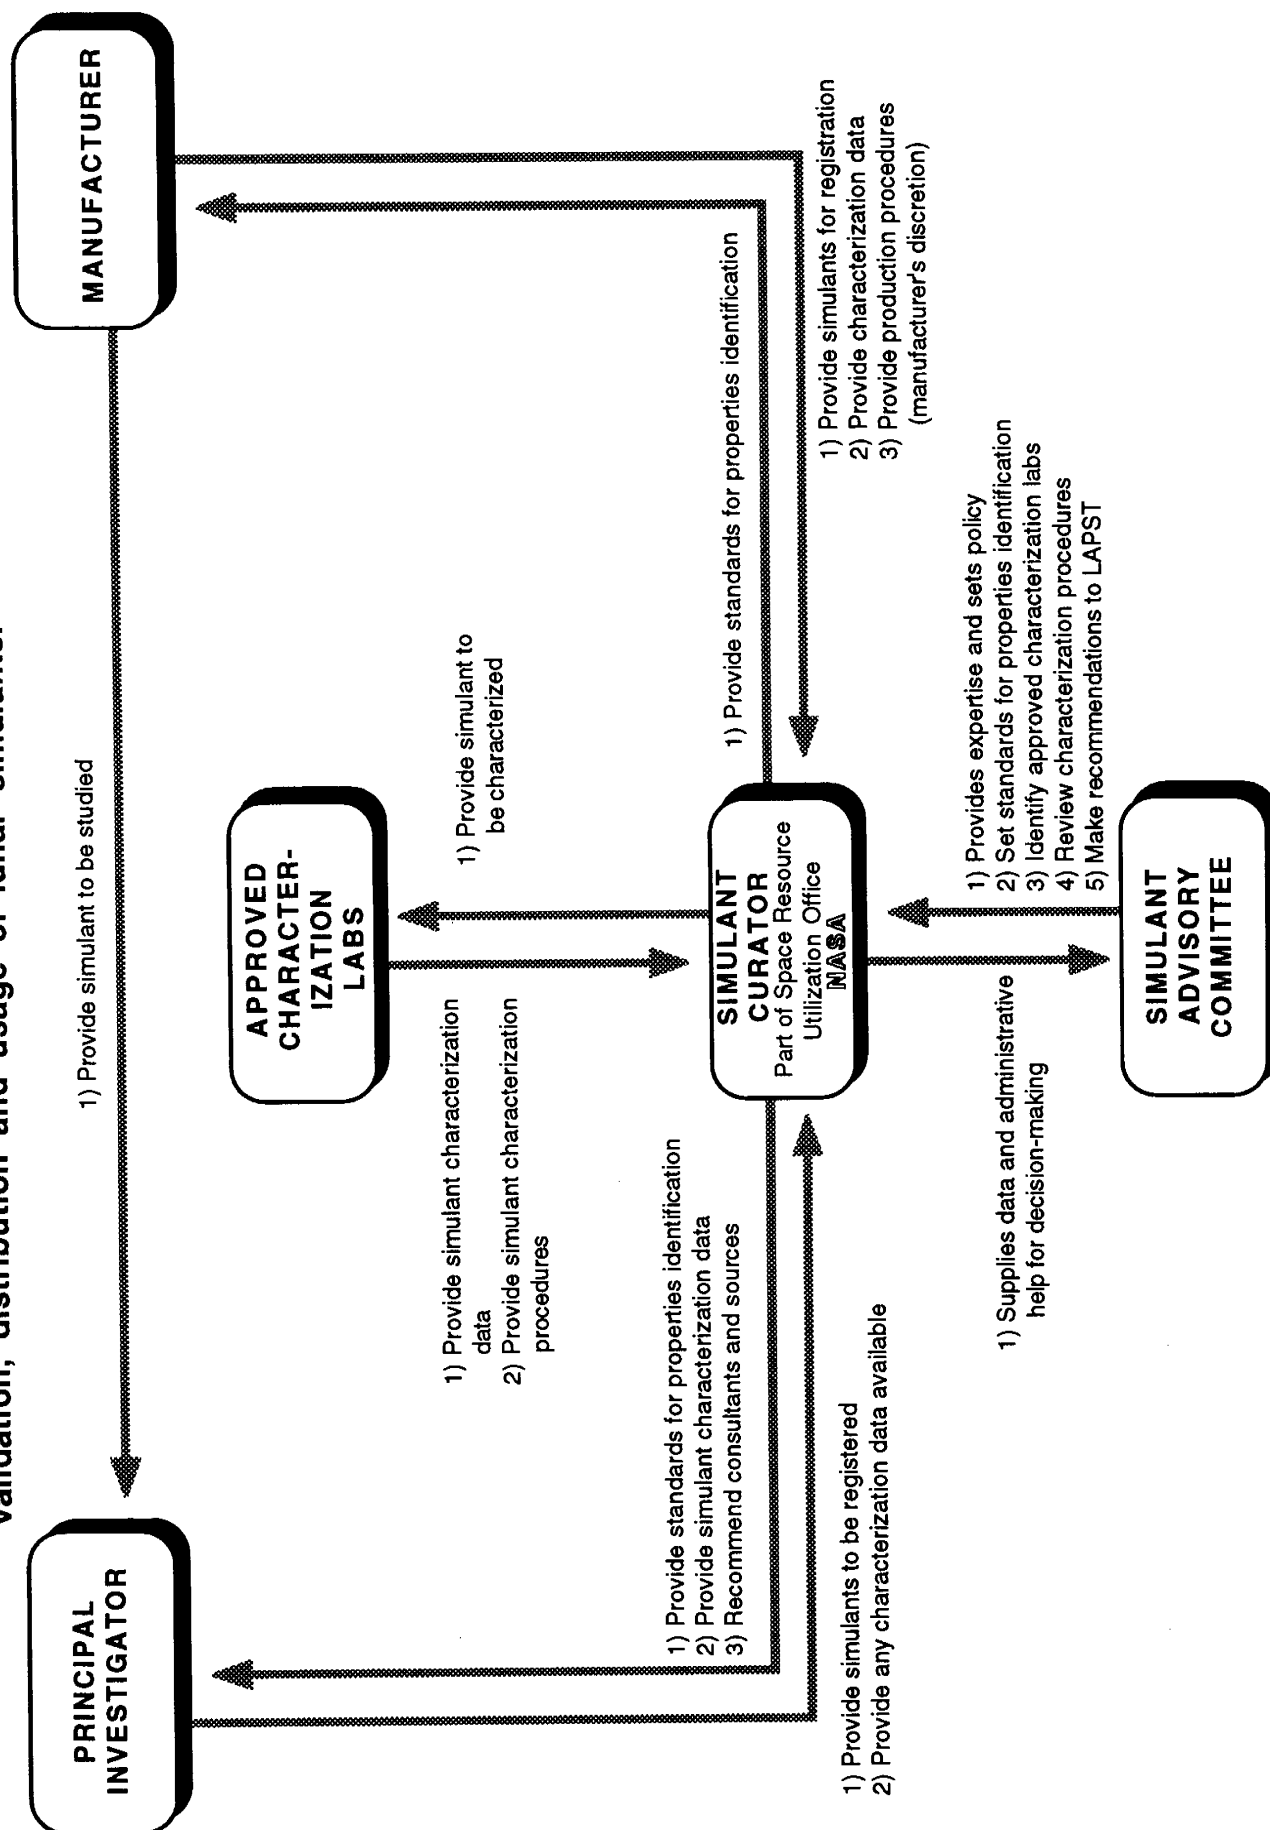 validation, distribution and usage of lunar simulants.
PRINCIPAL
INVESTIGATOR
1) Provide simulant to be studied
MANUFACTURER
APPROVED
CHARACTER-
IZATION
LABS
1) Provide simulant characterization
data
2) Provide simulant characterization
procedures
1) Provide simulant to
be characterized
1) Provide standards for properties identification
2) Provide simulant characterization data
3) Recommend consultants and sources
SIMULANT
CURATOR
Part of Space Resource
Utilization Office
NASA
1) Provide standards for properties identification
1) Provide simulants to be registered
2) Provide any characterization data available
1) Provide simulants for registration
2) Provide characterization data
3) Provide production procedures
(manufacturer's discretion)
1) Supplies data and administrative
help for decision-making
1) Provides expertise and sets policy
2) Set standards for properties identification
3) Identify approved characterization labs
4) Review characterization procedures
5) Make recommendations to LAPST
SIMULANT
ADVISORY
COMMITTEE